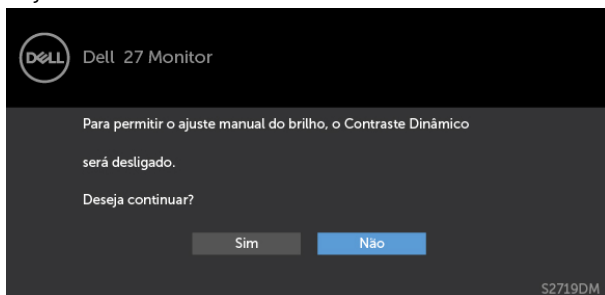 DELL
Dell 27 Monitor
Para permitir o ajuste manual do brilho, o Contraste Dinâmico
será desligado.
Deseja continuar?
Sim
Não
S2719DM